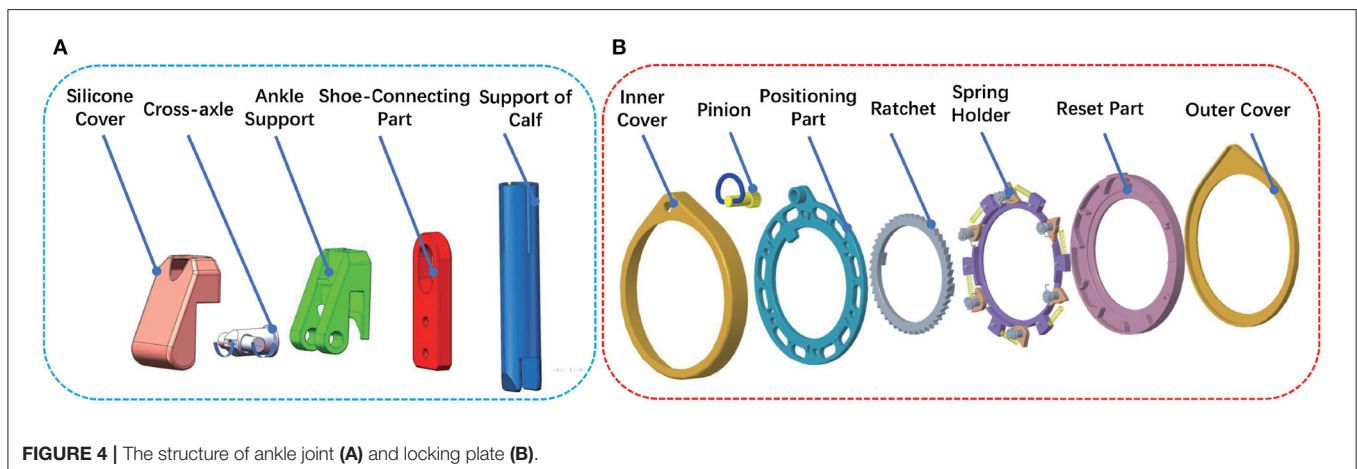 A
B
Silicone
Cover
Cross-axle
Ankle
Support
Shoe-Connecting
Part
Support of
Calf
Inner
Cover
Pinion
Positioning
Part
Ratchet
Spring
Holder
Reset Part
Outer Cover
FIGURE 4 | The structure of ankle joint (A) and locking plate (B).